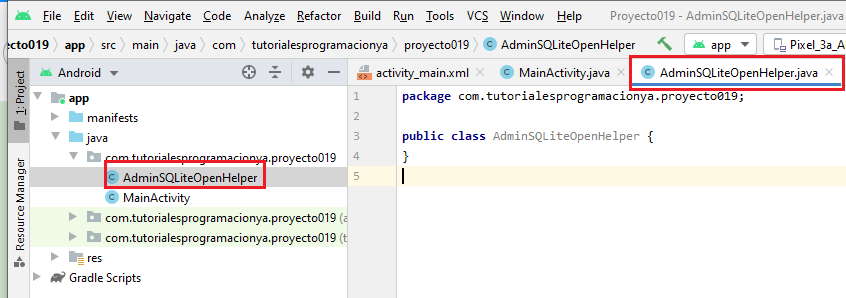 File Edit View Navigate Code Analyze Refactor Build Run Tools VCS Window Help Proyecto019 - AdminSQLiteOpenHelper.java
ecto019 app src main java com tutorialesprogramacionya proyecto019 AdminSQLiteOpenHelper app Pixel_3a_A
1: Project
Resource Manager
Android
app
manifests
java
com.tutorialesprogramacionya.proyecto019
AdminSQLiteOpenHelper
MainActivity
com.tutorialesprogramacionya.proyecto019 (a
com.tutorialesprogramacionya.proyecto019 (t
res
Gradle Scripts
activity_main.xml MainActivity.java AdminSQLiteOpenHelper.java
1 package com.tutorialesprogramacionya.proyecto019;
2
3 public class AdminSQLiteOpenHelper {
4 }
5